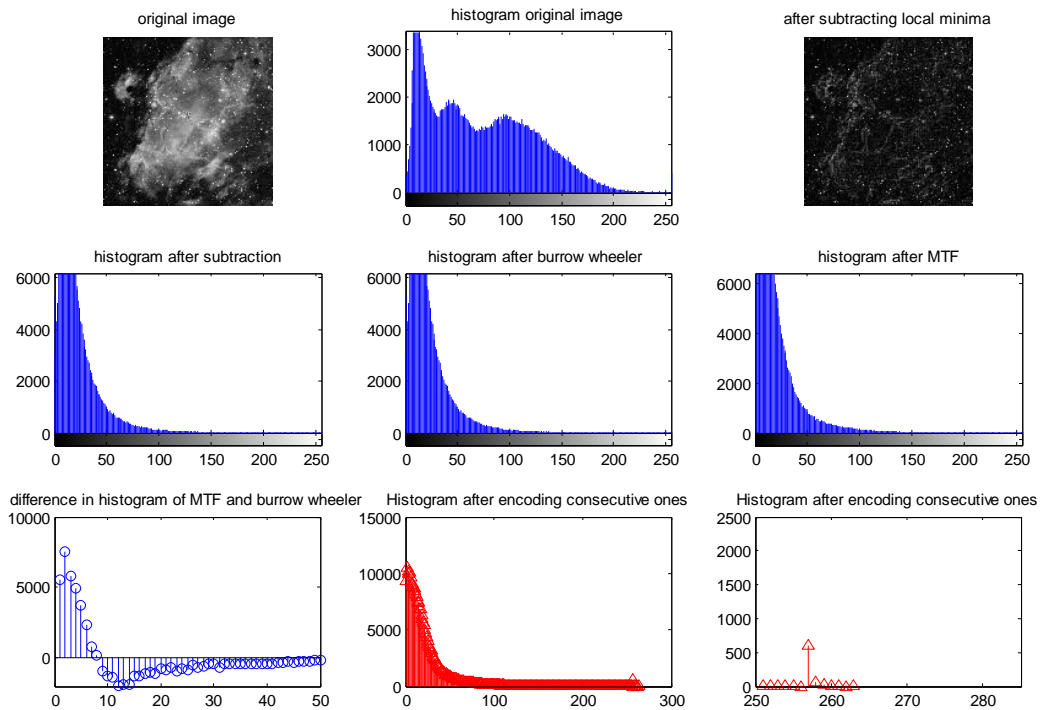 original image
histogram original image
after subtracting local minima
3000
2000
1000
0
0 50 100 150 200 250
histogram after subtraction
histogram after burrow wheeler
histogram after MTF
6000
4000
2000
0
0 50 100 150 200 250
6000
4000
2000
0
0 50 100 150 200 250
6000
4000
2000
0
0 50 100 150 200 250
difference in histogram of MTF and burrow wheeler
Histogram after encoding consecutive ones
Histogram after encoding consecutive ones
10000
5000
0
0 10 20 30 40 50
15000
10000
5000
0
0 100 200 300
2500
2000
1500
1000
500
0
250 260 270 280